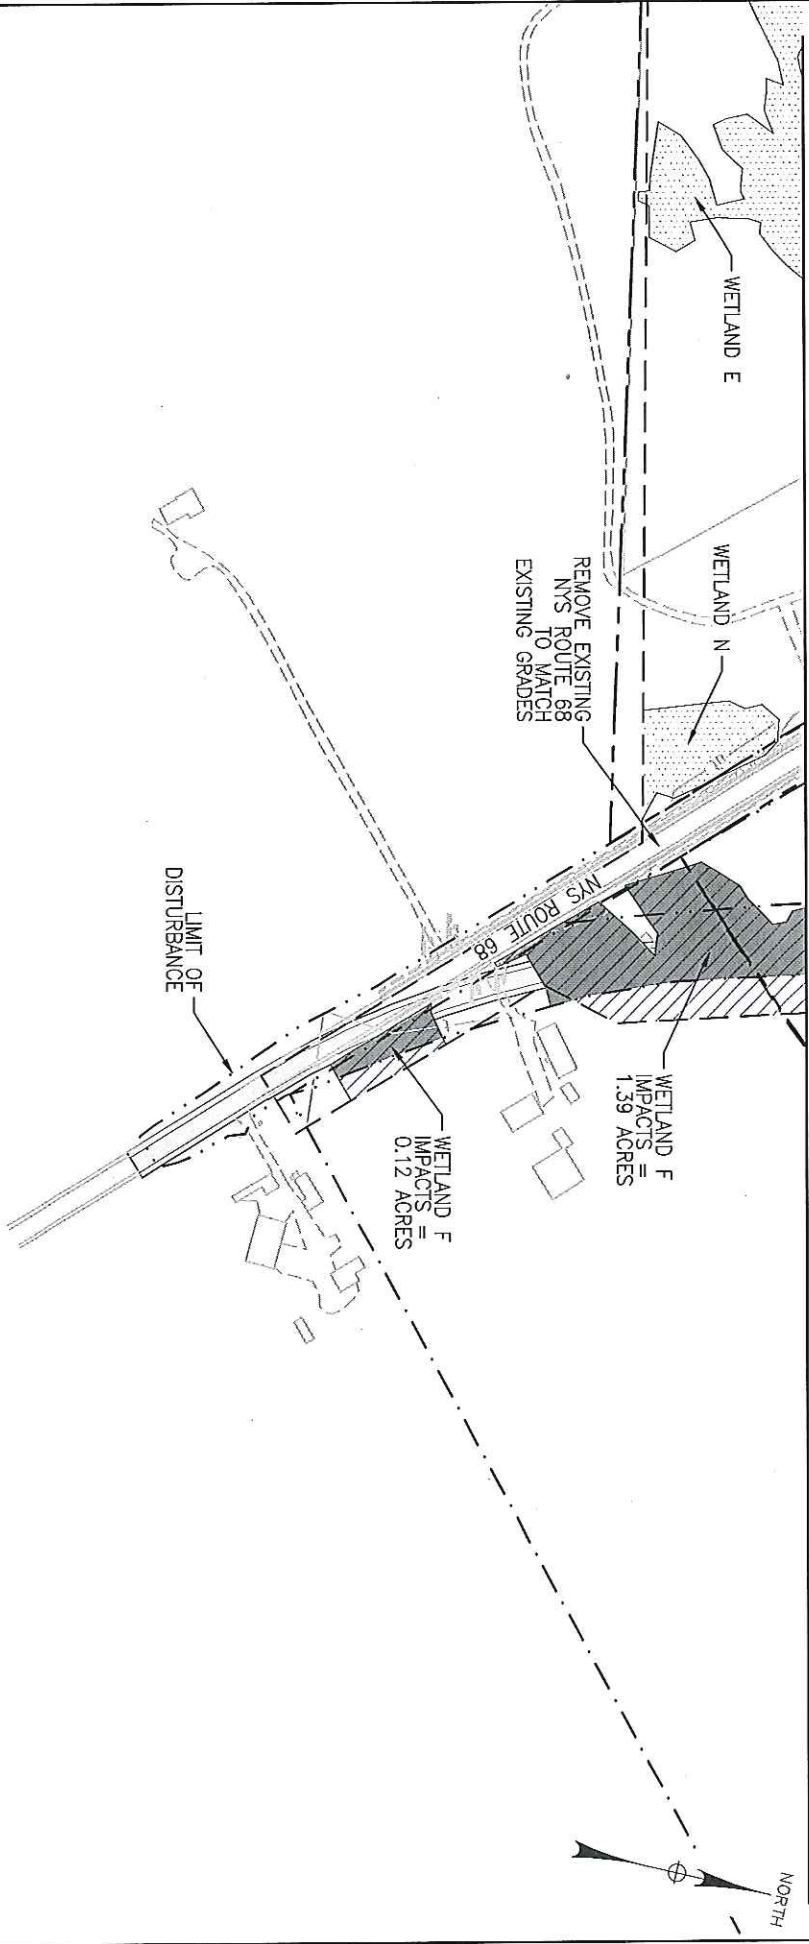 WETLAND E
WETLAND N
REMOVE EXISTING
NYS ROUTE 68
TO MATCH
EXISTING GRADES
NYS ROUTE 68
LIMIT OF
DISTURBANCE
WETLAND F
IMPACTS =
1.39 ACRES
WETLAND F
IMPACTS =
0.12 ACRES
NORTH